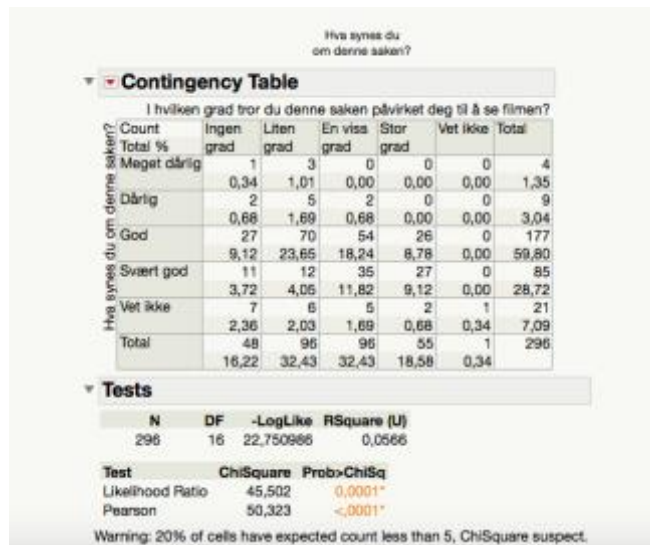 Hva synes du
om denne saken?
Contingency Table
I hvilken grad tror du denne saken påvirket deg til å se filmen?
Hva synes du om denne saken?
Count Ingen Liten En viss Stor Vet ikke Total
Total % grad grad grad grad
Meget dårlig 1 3 0 0 0 4
0,34 1,01 0,00 0,00 0,00 1,35
Dårlig 2 5 2 0 0 9
0,68 1,69 0,68 0,00 0,00 3,04
God 27 70 54 26 0 177
9,12 23,65 18,24 8,78 0,00 59,80
Svært god 11 12 35 27 0 85
3,72 4,05 11,82 9,12 0,00 28,72
Vet ikke 7 6 5 2 1 21
2,36 2,03 1,69 0,68 0,34 7,09
Total 48 96 96 55 1 296
16,22 32,43 32,43 18,58 0,34
Tests
N DF -LogLike RSquare (U)
296 16 22,750986 0,0566
Test ChiSquare Prob>ChiSq
Likelihood Ratio 45,502 0,0001*
Pearson 50,323 <,0001*
Warning: 20% of cells have expected count less than 5, ChiSquare suspect.